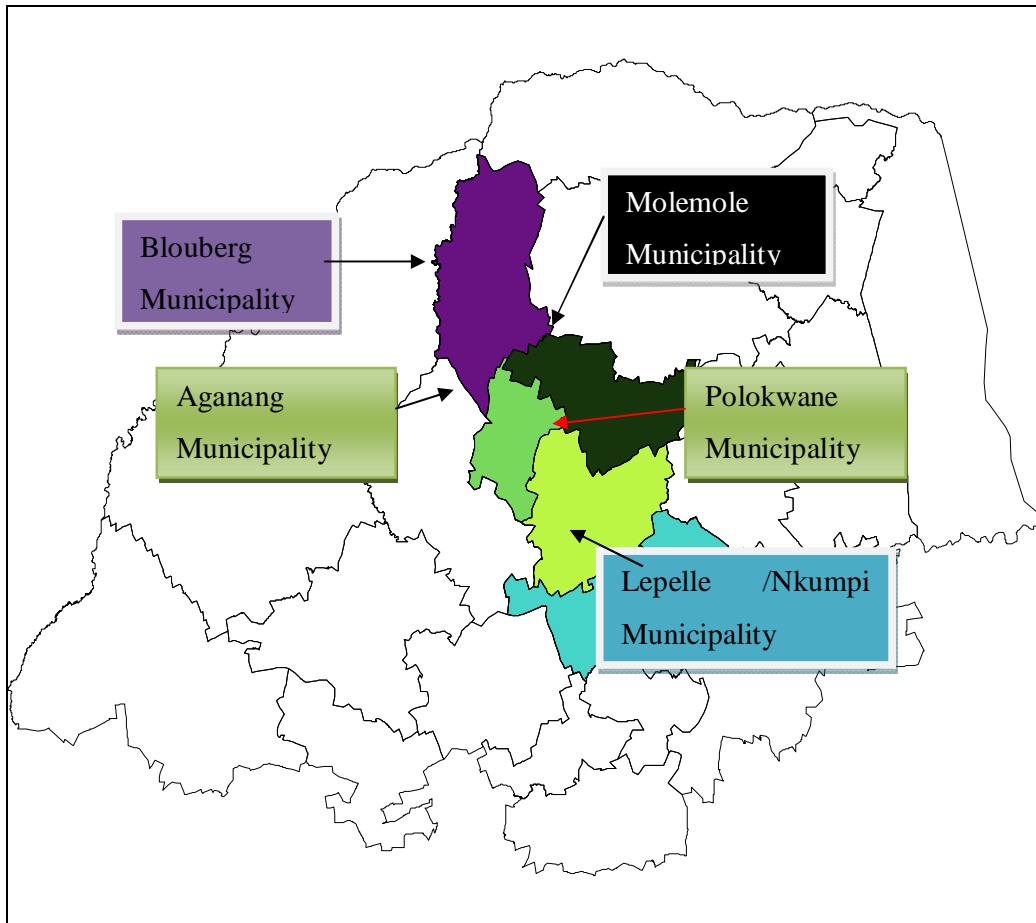 Molemole
Municipality
Blouberg
Municipality
Aganang
Municipality
Polokwane
Municipality
Lepelle /Nkumpi
Municipality